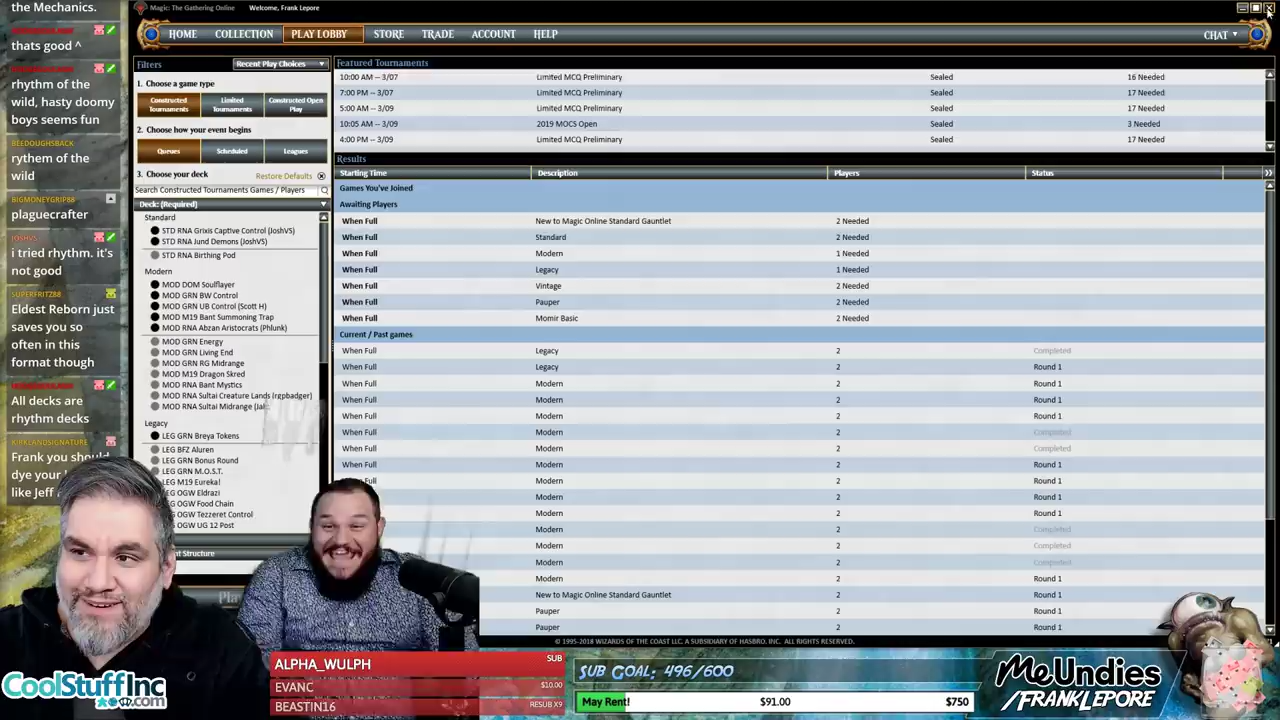 the Mechanics.
thats good ^
rhythm of the
wild, hasty doomy
boys seems fun
BEEDOUGHSBACK
rythem of the
wild
BIGMONEYGRIP88
plaguecrafter
JOSHVS
i tried rhythm. it's
not good
SUPERFRITZ88
Eldest Reborn just
saves you so
often in this
format though
All decks are
rhythm decks
KIRKLANDSIGNATURE
Frank you should
dye your
like Jeff
Magic: The Gathering Online
Welcome, Frank Lepore
HOME
COLLECTION
PLAY LOBBY
STORE
TRADE
ACCOUNT
HELP
CHAT
Filters
Recent Play Choices
1. Choose a game type
Constructed Tournaments
Limited Tournaments
Constructed Open Play
2. Choose how your event begins
Queues
Scheduled
Leagues
3. Choose your deck
Restore Defaults
Search Constructed Tournaments Games / Players
Deck: (Required)
Standard
STD RNA Grixis Captive Control (JoshVS)
STD RNA Jund Demons (JoshVS)
STD RNA Birthing Pod
Modern
MOD DOM Soulflayer
MOD GRN BW Control
MOD GRN UB Control (Scott H)
MOD M19 Bant Summoning Trap
MOD RNA Abzan Aristocrats (Phlunk)
MOD GRN Energy
MOD GRN Living End
MOD GRN RG Midrange
MOD M19 Dragon Skred
MOD RNA Bant Mystics
MOD RNA Sultai Creature Lands (rgpbadger)
MOD RNA Sultai Midrange (Jal
Legacy
LEG GRN Breya Tokens
LEG BFZ Aluren
LEG GRN Bonus Round
LEG GRN M.O.S.T.
LEG M19 Eureka!
LEG OGW Eldrazi
OGW Food Chain
OGW Tezzeret Control
OGW UG 12 Post
nt Structure
Pla
Featured Tournaments
10:00 AM -- 3/07 Limited MCQ Preliminary Sealed 16 Needed
7:00 PM -- 3/07 Limited MCQ Preliminary Sealed 17 Needed
5:00 AM -- 3/09 Limited MCQ Preliminary Sealed 17 Needed
10:05 AM -- 3/09 2019 MOCS Open Sealed 3 Needed
4:00 PM -- 3/09 Limited MCQ Preliminary Sealed 17 Needed
Results
Starting Time Description Players Status
Games You've Joined
Awaiting Players
When Full New to Magic Online Standard Gauntlet 2 Needed
When Full Standard 2 Needed
When Full Modern 1 Needed
When Full Legacy 1 Needed
When Full Vintage 2 Needed
When Full Pauper 2 Needed
When Full Momir Basic 2 Needed
Current / Past games
When Full Legacy 2 Completed
When Full Legacy 2 Round 1
When Full Modern 2 Round 1
When Full Modern 2 Round 1
When Full Modern 2 Round 1
When Full Modern 2 Completed
When Full Modern 2 Completed
When Full Modern 2 Round 1
When Full Modern 2 Round 1
Modern 2 Round 1
Modern 2 Round 1
Modern 2 Completed
Modern 2 Completed
Modern 2 Completed
Modern 2 Round 1
New to Magic Online Standard Gauntlet 2 Round 1
Pauper 2 Round 1
Pauper 2 Round 1
© 1995-2018 WIZARDS OF THE COAST LLC, A SUBSIDIARY OF HASBRO, INC. ALL RIGHTS RESERVED.
CoolStuffInc
.com
ALPHA_WULPH SUB
EVANC $10.00
BEASTIN16 RESUB X9
SUB GOAL: 496/600
May Rent! $91.00 $750
MeUndies
/FRANKLEPORE